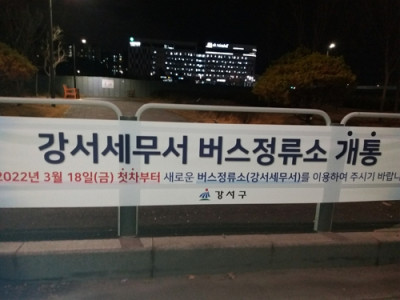 강서세무서 버스정류소 개통
2022년 3월 18일(금) 첫차부터 새로운 버스정류소(강서세무서)를 이용하여 주시기 바랍니
강서구